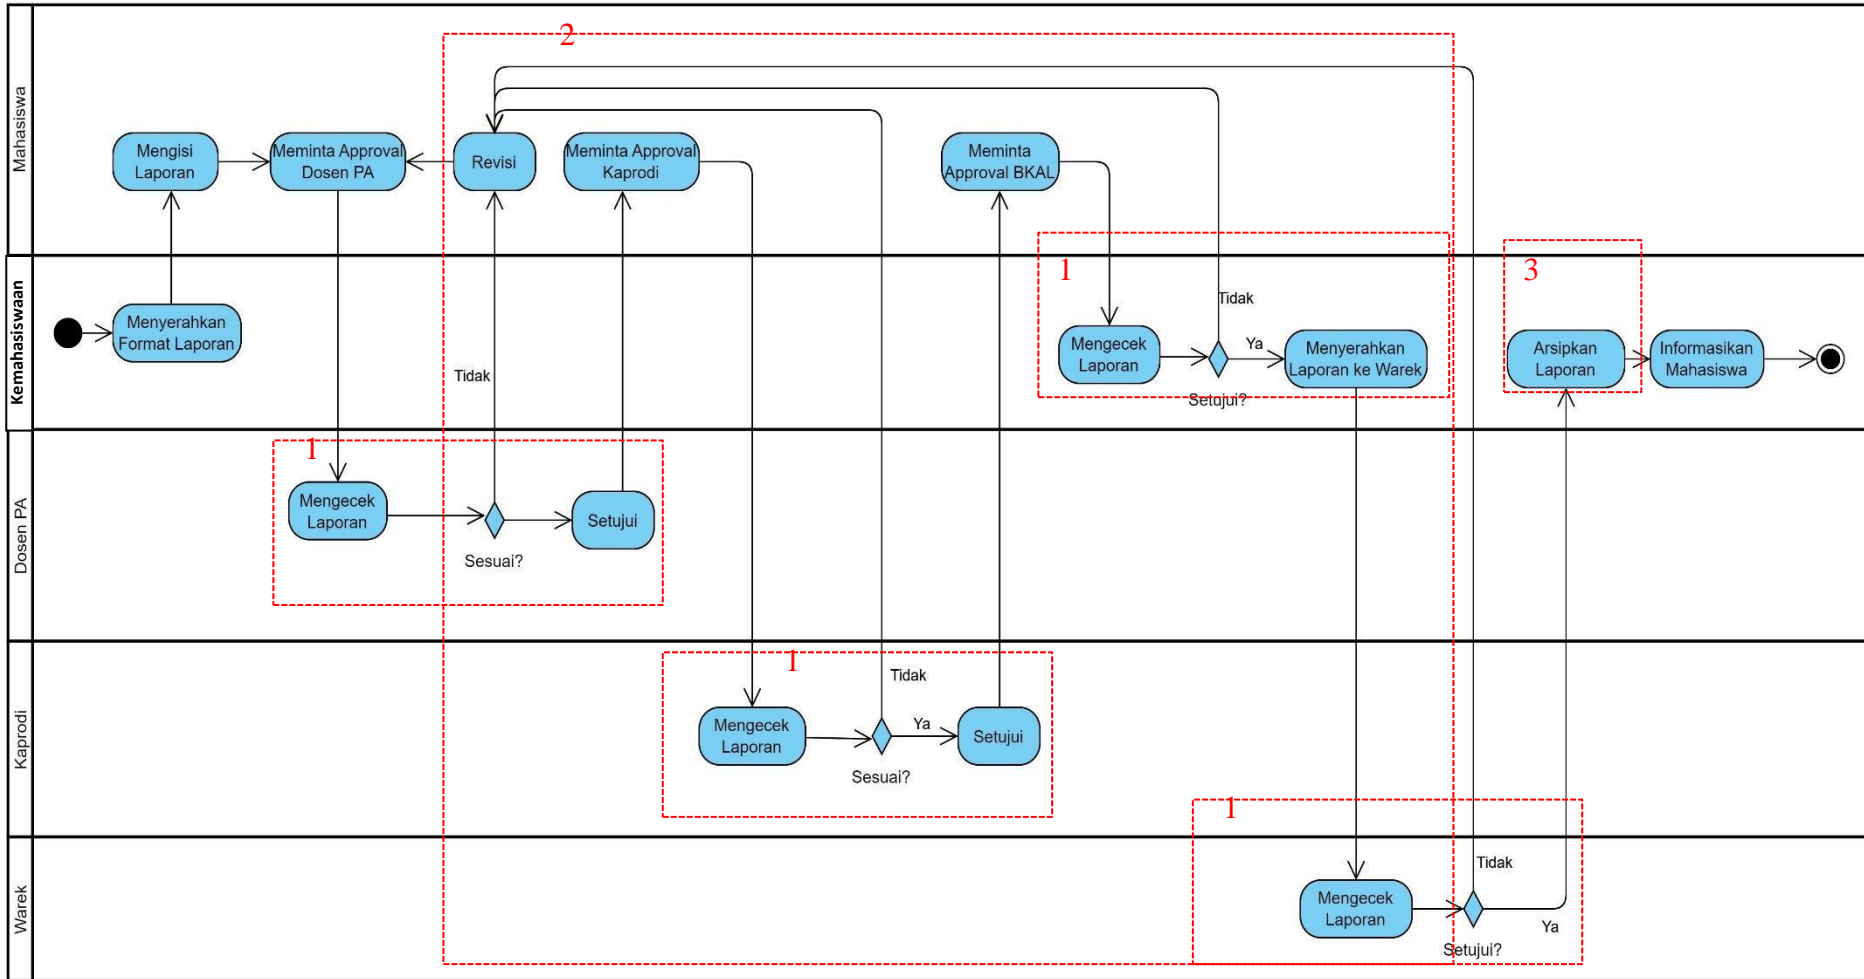 2
Mahasiswa
Mengisi
Laporan
Meminta Approval
Dosen PA
Revisi
Meminta Approval
Kaprodi
Meminta
Approval BKAL
Kemahasiswaan
Menyerahkan
Format Laporan
Tidak
1
Mengecek
Laporan
Tidak
Ya
Setujui?
Menyerahkan
Laporan ke Warek
3
Arsipkan
Laporan
Informasikan
Mahasiswa
Dosen PA
1
Mengecek
Laporan
Sesuai?
Setujui
Kaprodi
1
Mengecek
Laporan
Tidak
Ya
Sesuai?
Setujui
Warek
1
Mengecek
Laporan
Tidak
Ya
Setujui?